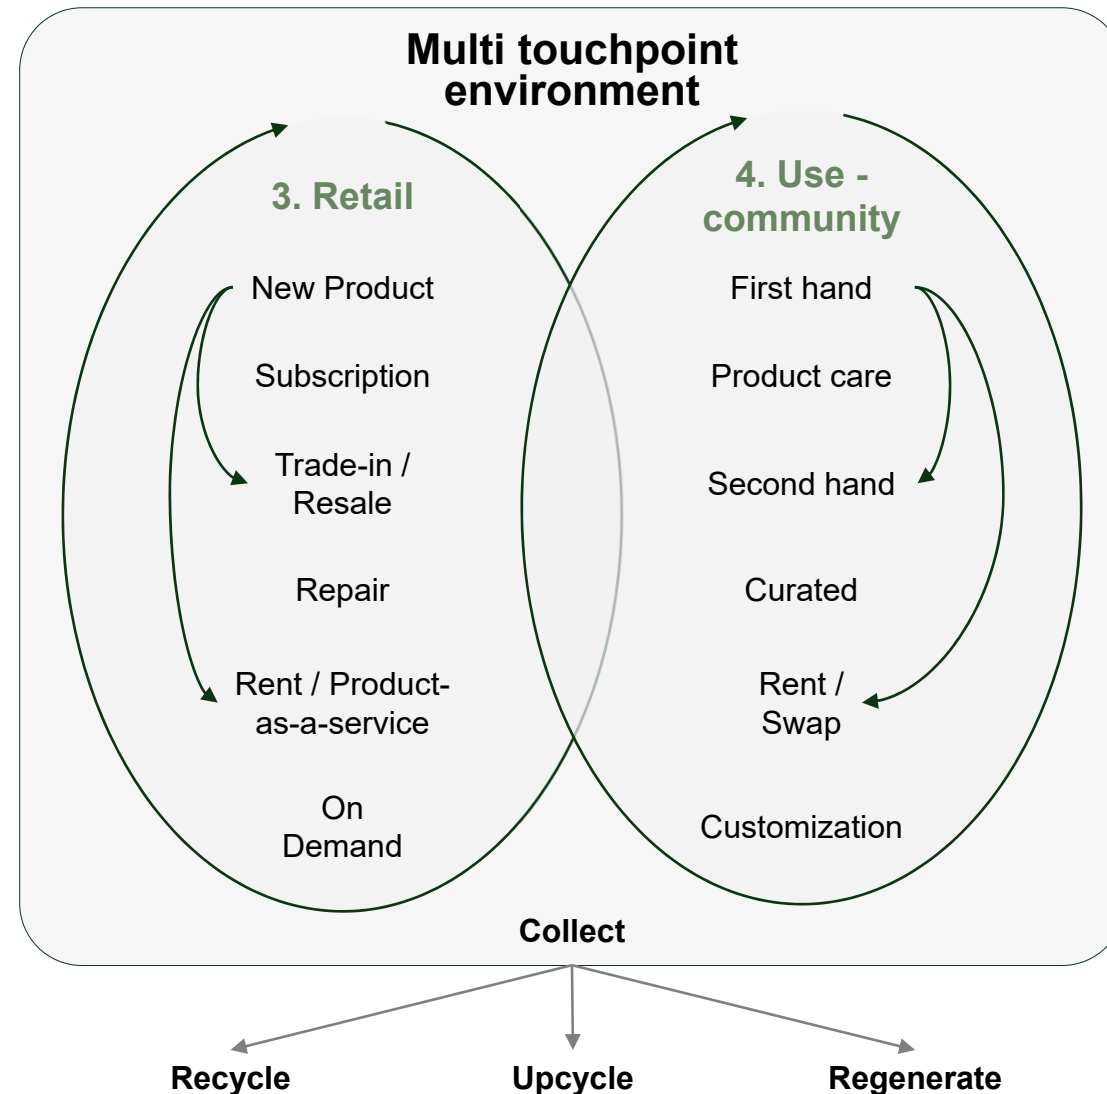 Multi touchpoint
environment
3. Retail
New Product
Subscription
Trade-in /
Resale
Repair
Rent / Product-
as-a-service
On
Demand
4. Use -
community
First hand
Product care
Second hand
Curated
Rent /
Swap
Customization
Collect
Recycle
Upcycle
Regenerate